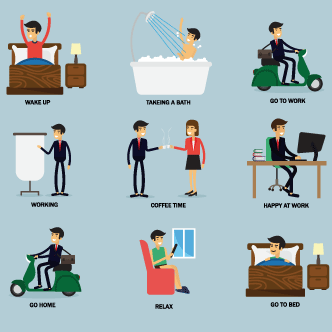 WAKE UP
TAKEING A BATH
GO TO WORK
WORKING
COFFEE TIME
HAPPY AT WORK
GO HOME
RELAX
GO TO BED